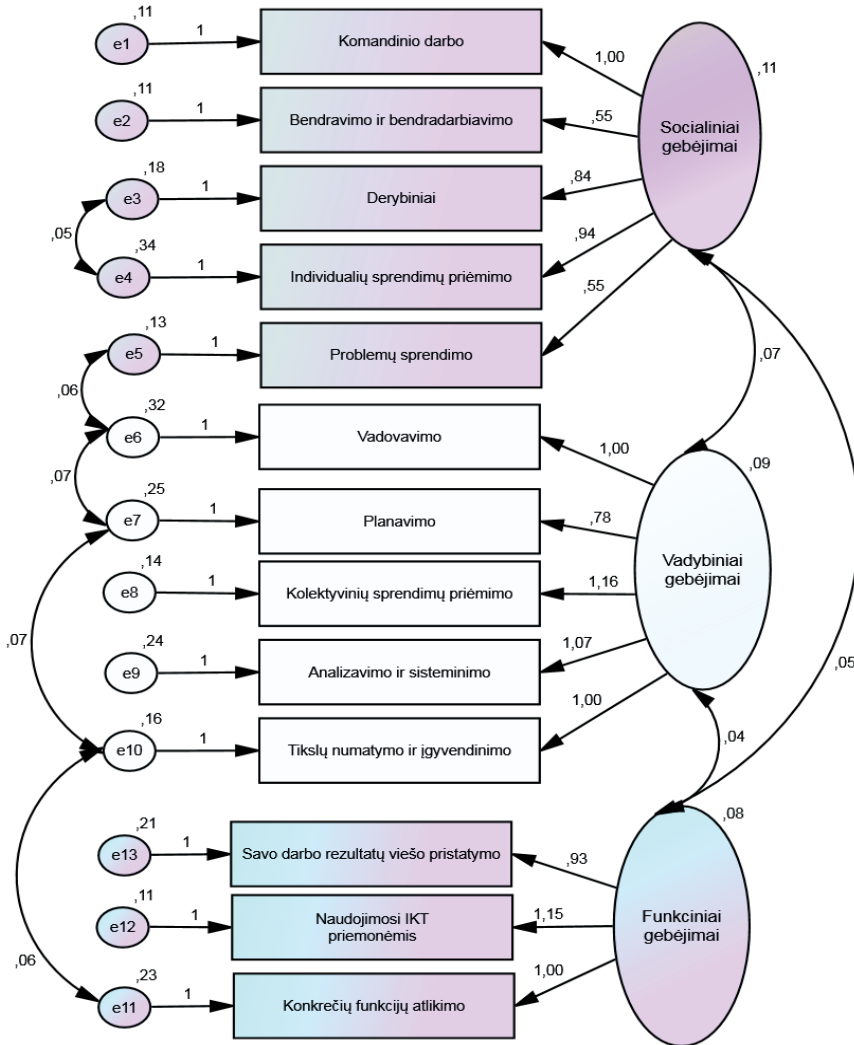 ,11
e1
1
Komandinio darbo
1,00
,11
,11
e2
1
Bendravimo ir bendradarbiavimo
,55
Socialiniai
gebėjimai
,18
e3
1
Derybiniai
,84
,05
,34
e4
1
Individualių sprendimų priėmimo
,94
,13
e5
1
Problemų sprendimo
,55
,07
,06
,32
e6
1
Vadovavimo
1,00
,09
,07
,25
e7
1
Planavimo
,78
Vadybiniai
gebėjimai
,14
e8
1
Kolektyvinių sprendimų priėmimo
1,16
,07
,24
e9
1
Analizavimo ir sisteminimo
1,07
,05
,16
e10
1
Tikslų numatymo ir įgyvendinimo
1,00
,04
,08
,21
e13
1
Savo darbo rezultatų viešo pristatymo
,93
,11
e12
1
Naudojimosi IKT
priemonėmis
1,15
Funkciniai
gebėjimai
,06
,23
e11
1
Konkrečių funkcijų atlikimo
1,00